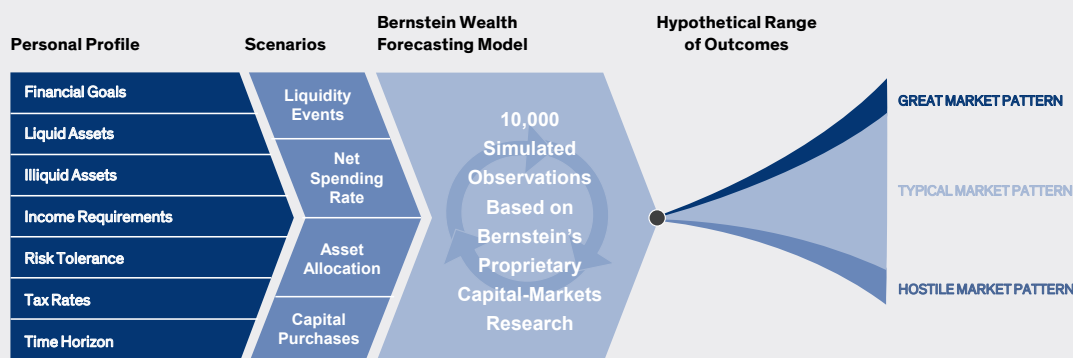 Personal Profile
Scenarios
Bernstein Wealth
Forecasting Model
Hypothetical Range
of Outcomes
Financial Goals
Liquid Assets
Illiquid Assets
Income Requirements
Risk Tolerance
Tax Rates
Time Horizon
Liquidity
Events
Net
Spending
Rate
Asset
Allocation
Capital
Purchases
10,000
Simulated
Observations
Based on
Bernstein’s
Proprietary
Capital-Markets
Research
GREAT MARKET PATTERN
TYPICAL MARKET PATTERN
HOSTILE MARKET PATTERN